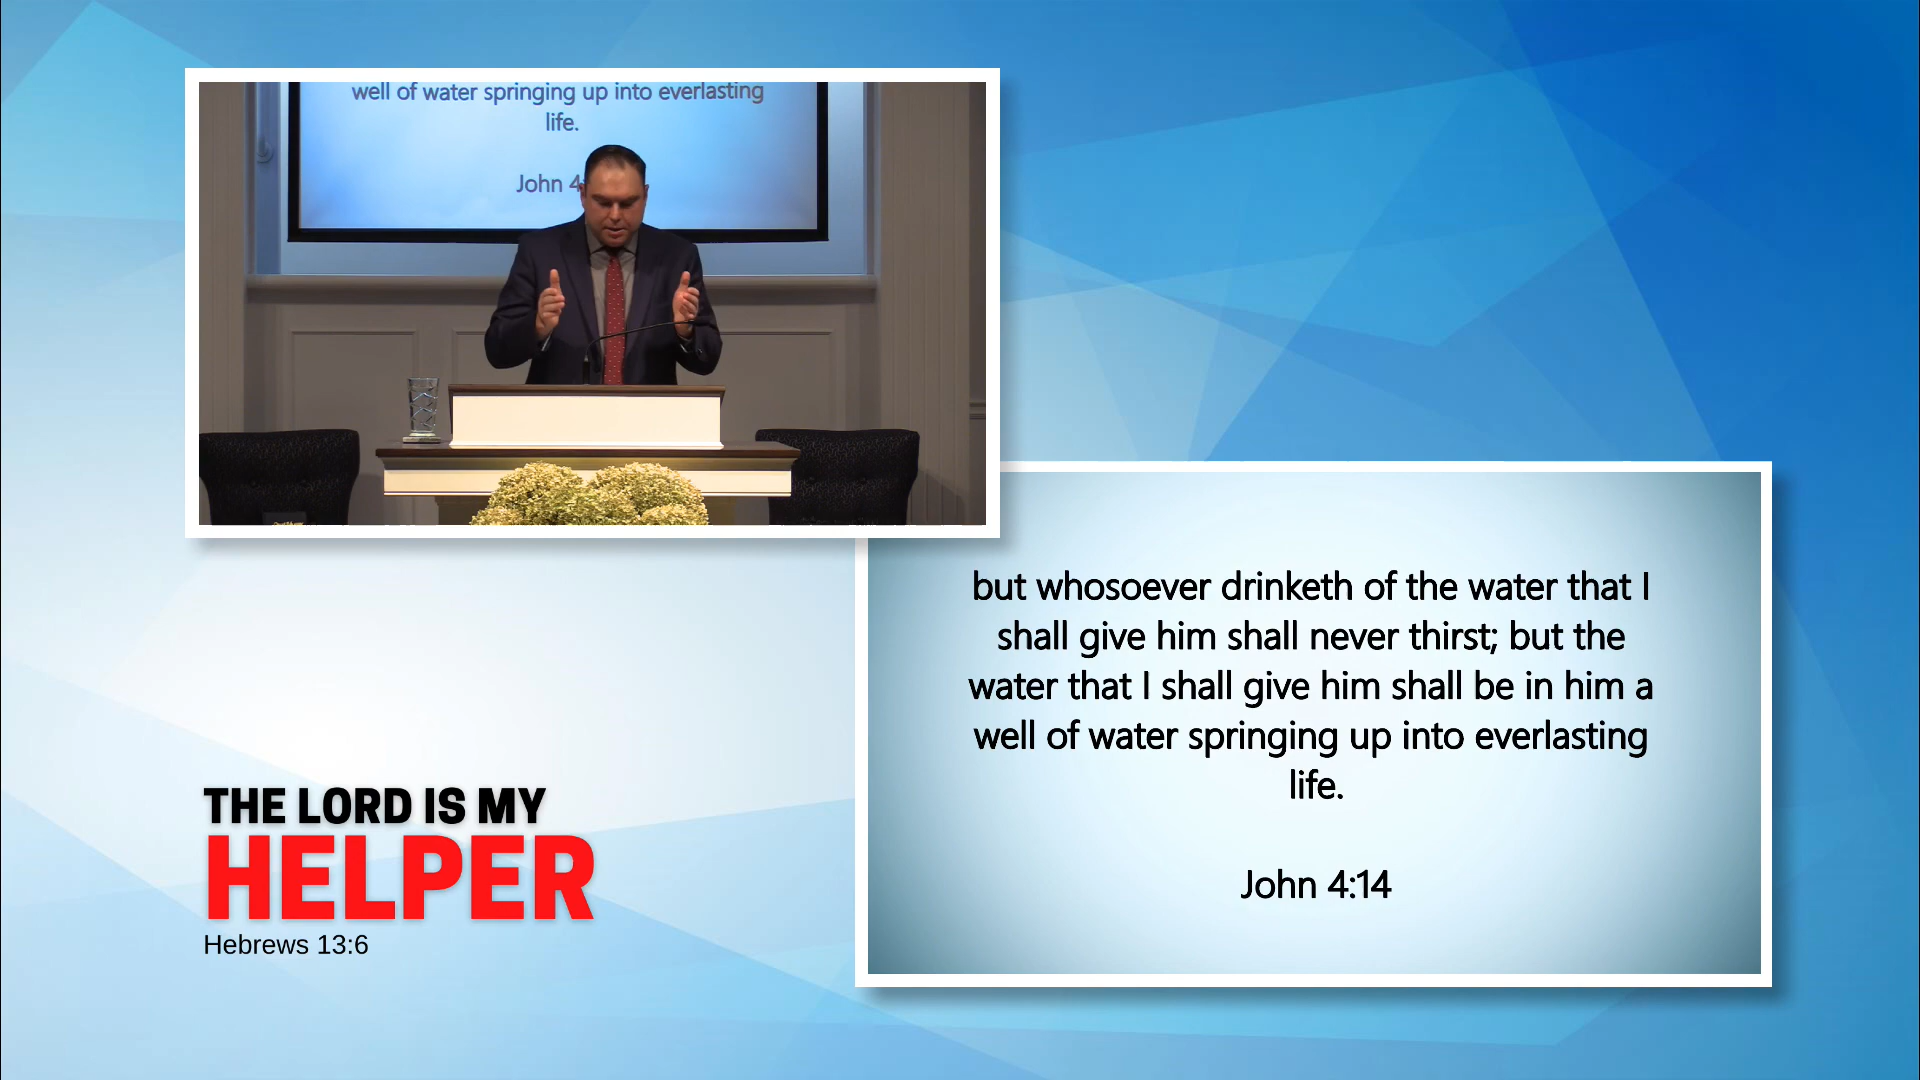 well of water springing up into everlasting
life.
John 4
but whosoever drinketh of the water that I
shall give him shall never thirst; but the
water that I shall give him shall be in him a
well of water springing up into everlasting
life.
John 4:14
THE LORD IS MY
HELPER
Hebrews 13:6